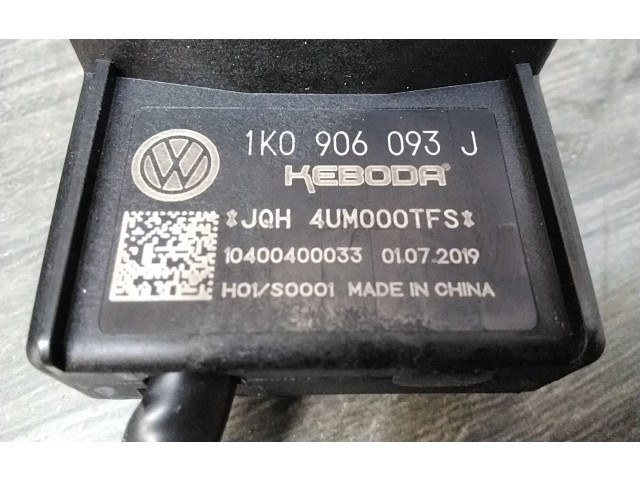 1K0 906 093 J
KEBODA
*JQH 4UM000TFS*
10400400033 01.07.2019
H01/S0001 MADE IN CHINA